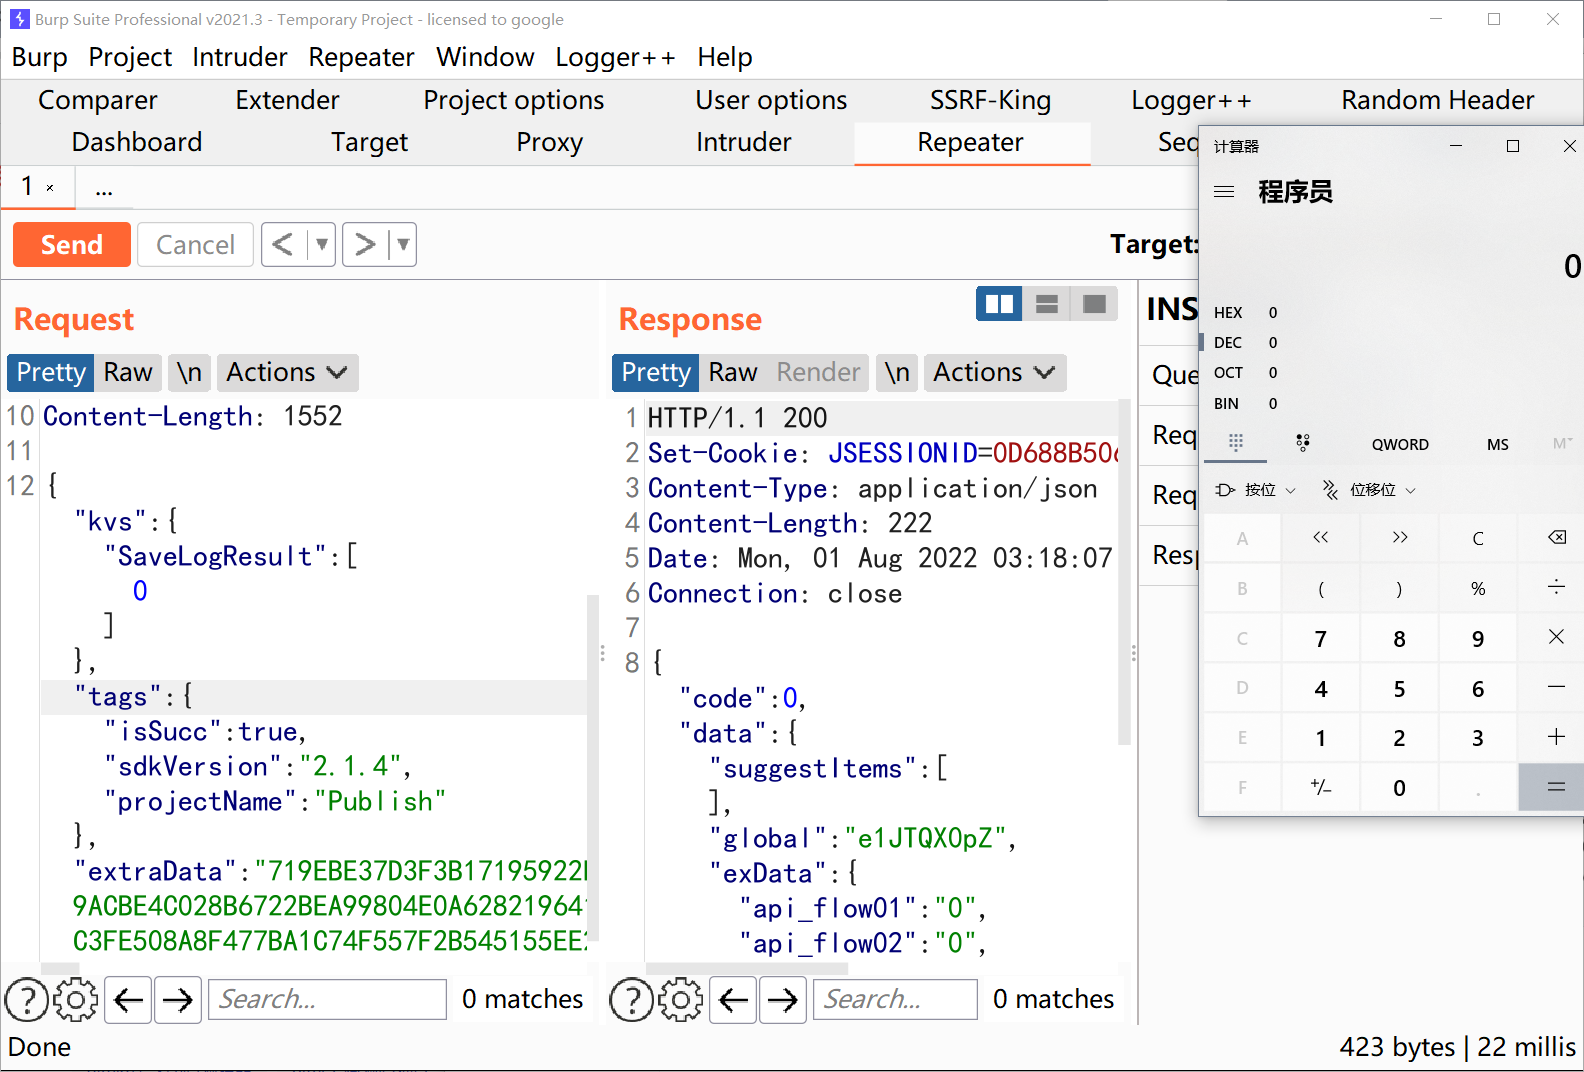 Burp Suite Professional v2021.3 - Temporary Project - licensed to google
Burp Project Intruder Repeater Window Logger++ Help
Comparer Extender Project options User options SSRF-King Logger++ Random Header
Dashboard Target Proxy Intruder Repeater Seq
1 × ...
Send Cancel < ▼ > ▼ Target:
Request
Pretty Raw \n Actions
10 Content-Length: 1552
11
12 {
"kvs":{
"SaveLogResult":[
0
]
},
"tags":{
"isSucc":true,
"sdkVersion":"2.1.4",
"projectName":"Publish"
},
"extraData":"719EBE37D3F3B17195922
9ACBE4C028B6722BEA99804E0A62821964
C3FE508A8F477BA1C74F557F2B545155EE
Search... 0 matches
Response
Pretty Raw Render \n Actions
1 HTTP/1.1 200
2 Set-Cookie: JSESSIONID=0D688B50
3 Content-Type: application/json
4 Content-Length: 222
5 Date: Mon, 01 Aug 2022 03:18:07
6 Connection: close
7
8 {
"code":0,
"data":{
"suggestItems":[
],
"global":"e1JTQX0pZ",
"exData":{
"api_flow01":"0",
"api_flow02":"0",
Search... 0 matches
INS
Que
Req
Req
Resp
计算器
程序员
0
HEX 0
DEC 0
OCT 0
BIN 0
QWORD MS M
按位 位移位
A << >> C
B ( ) % ÷
C 7 8 9 ×
D 4 5 6 −
E 1 2 3 +
F +/− 0 . =
Done
423 bytes | 22 millis